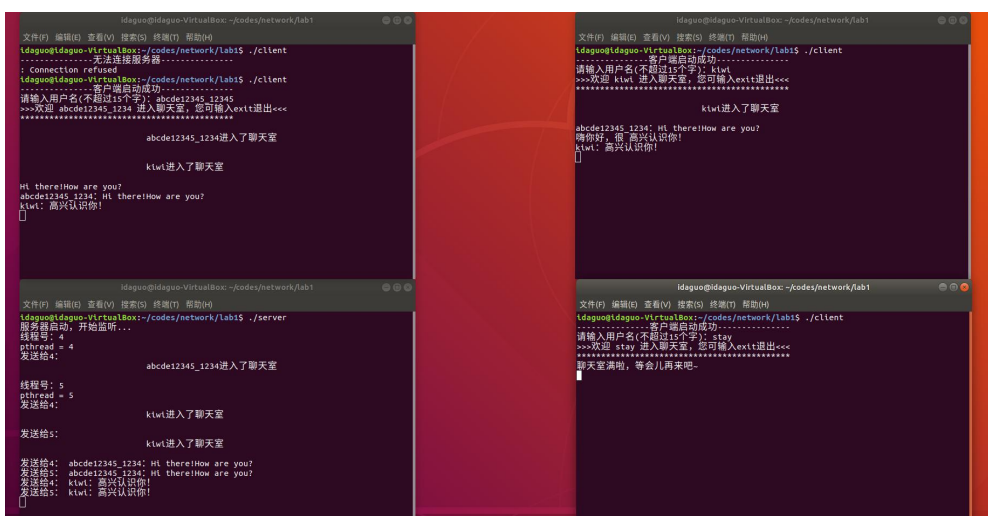 idaguo@idaguo-VirtualBox: ~/codes/network/lab1
文件(F) 编辑(E) 查看(V) 搜索(S) 终端(T) 帮助(H)
idaguo@idaguo-VirtualBox:~/codes/network/lab1$ ./client
---------------无法连接服务器---------------
: Connection refused
idaguo@idaguo-VirtualBox:~/codes/network/lab1$ ./client
---------------客户端启动成功---------------
请输入用户名(不超过15个字): abcde12345_12345
>>>欢迎 abcde12345_1234 进入聊天室，您可输入exit退出<<<
********************************************
abcde12345_1234进入了聊天室
kiwi进入了聊天室
Hi there!How are you?
abcde12345_1234: Hi there!How are you?
kiwi: 高兴认识你!
idaguo@idaguo-VirtualBox: ~/codes/network/lab1
文件(F) 编辑(E) 查看(V) 搜索(S) 终端(T) 帮助(H)
idaguo@idaguo-VirtualBox:~/codes/network/lab1$ ./client
---------------客户端启动成功---------------
请输入用户名(不超过15个字): kiwi
>>>欢迎 kiwi 进入聊天室，您可输入exit退出<<<
********************************************
kiwi进入了聊天室
abcde12345_1234: Hi there!How are you?
嗨你好，很 高兴认识你!
kiwi: 高兴认识你!
idaguo@idaguo-VirtualBox: ~/codes/network/lab1
文件(F) 编辑(E) 查看(V) 搜索(S) 终端(T) 帮助(H)
idaguo@idaguo-VirtualBox:~/codes/network/lab1$ ./server
服务器启动，开始监听...
线程号: 4
pthread = 4
发送给4:
abcde12345_1234进入了聊天室
线程号: 5
pthread = 5
发送给4:
kiwi进入了聊天室
发送给5:
kiwi进入了聊天室
发送给4: abcde12345_1234: Hi there!How are you?
发送给5: abcde12345_1234: Hi there!How are you?
发送给4: kiwi: 高兴认识你!
发送给5: kiwi: 高兴认识你!
idaguo@idaguo-VirtualBox: ~/codes/network/lab1
文件(F) 编辑(E) 查看(V) 搜索(S) 终端(T) 帮助(H)
idaguo@idaguo-VirtualBox:~/codes/network/lab1$ ./client
---------------客户端启动成功---------------
请输入用户名(不超过15个字): stay
>>>欢迎 stay 进入聊天室，您可输入exit退出<<<
********************************************
聊天室满啦，等会儿再来吧~